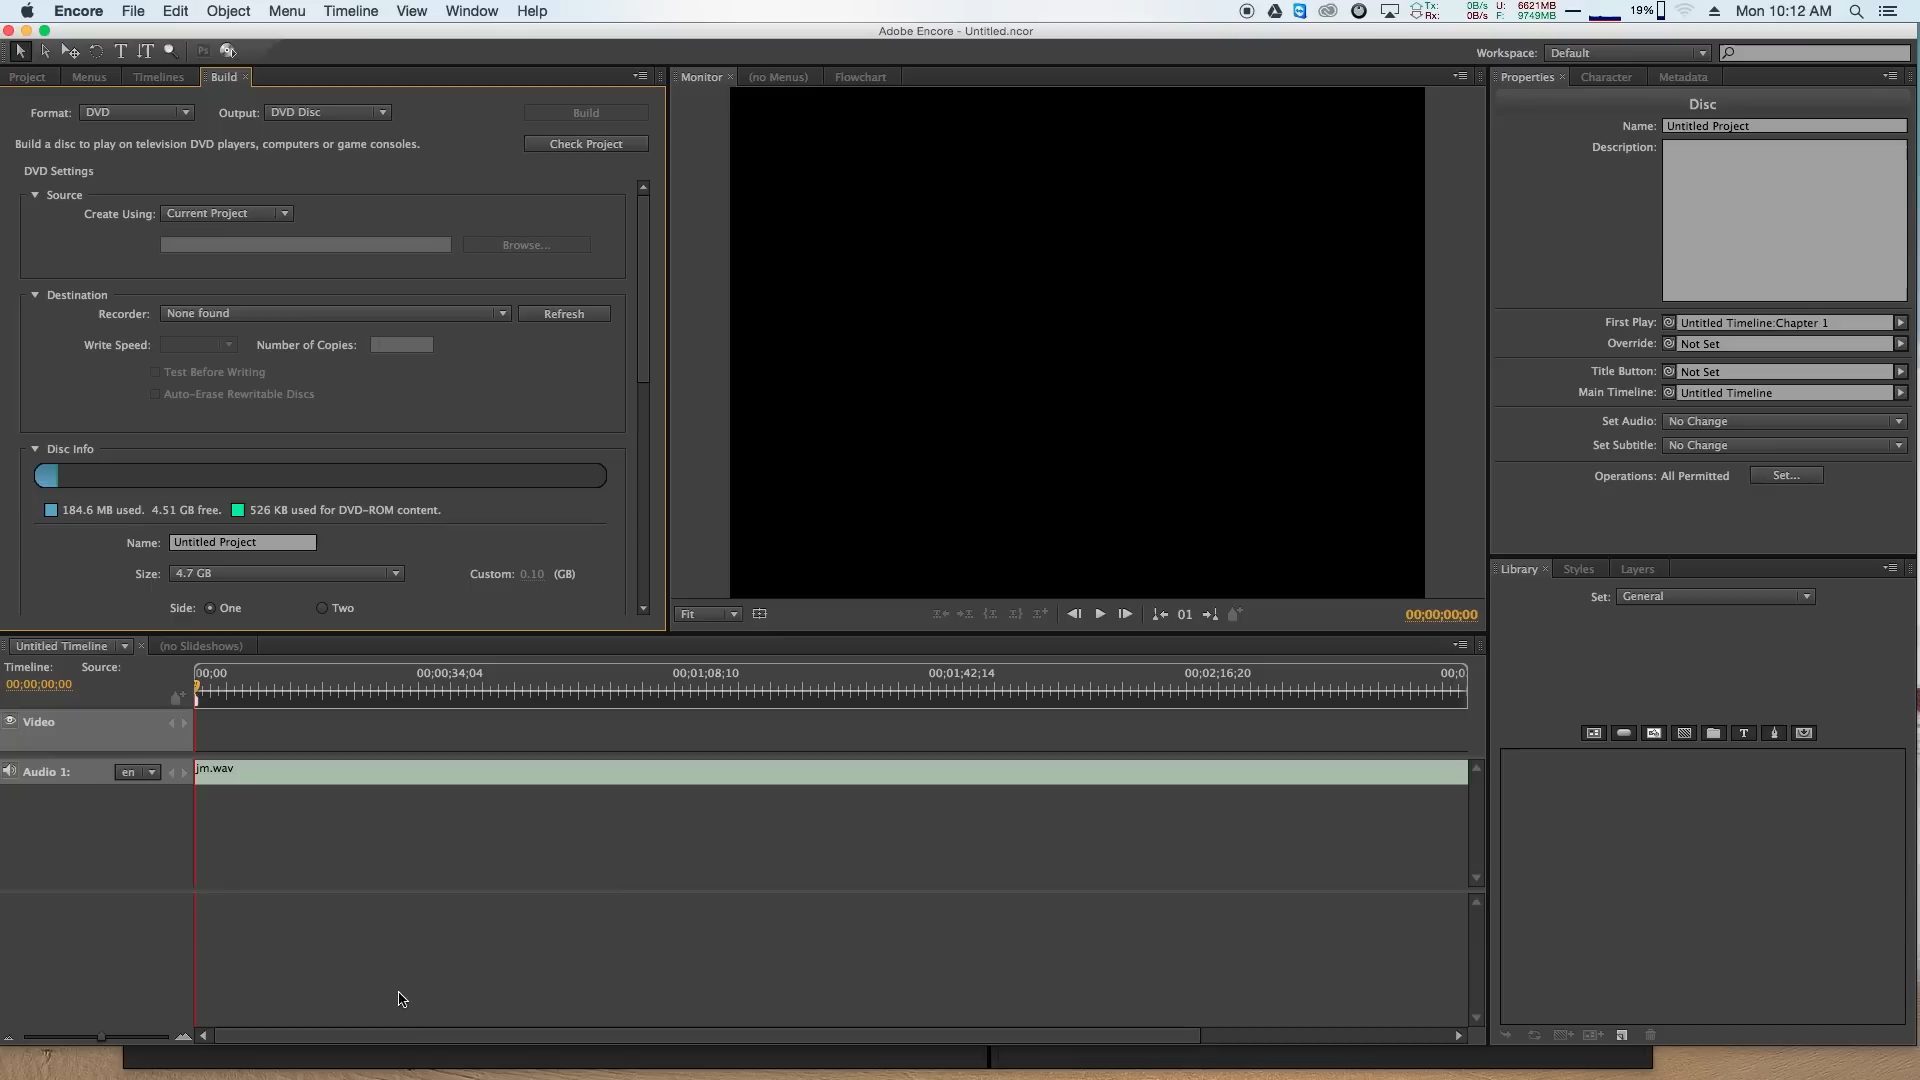 Encore File Edit Object Menu Timeline View Window Help
Tx: 0B/s U: 6621MB
Rx: 0B/s F: 9749MB
19% Mon 10:12 AM
Adobe Encore - Untitled.ncor
T T Ps
Workspace: Default
Project Menus Timelines Build
Monitor (no Menus) Flowchart
Properties Character Metadata
Format: DVD Output: DVD Disc Build
Build a disc to play on television DVD players, computers or game consoles. Check Project
DVD Settings
Source
Create Using: Current Project
Browse...
Destination
Recorder: None found Refresh
Write Speed: Number of Copies:
Test Before Writing
Auto-Erase Rewritable Discs
Disc Info
184.6 MB used. 4.51 GB free. 526 KB used for DVD-ROM content.
Name: Untitled Project
Size: 4.7 GB Custom: 0.10 (GB)
Side: One Two
Fit 01 00;00;00;00
Disc
Name: Untitled Project
Description:
First Play: Untitled Timeline:Chapter 1
Override: Not Set
Title Button: Not Set
Main Timeline: Untitled Timeline
Set Audio: No Change
Set Subtitle: No Change
Operations: All Permitted Set...
Library Styles Layers
Set: General
T
Untitled Timeline (no Slideshows)
Timeline: Source:
00;00;00;00
00;00 00;00;34;04 00;01;08;10 00;01;42;14 00;02;16;20 00;0
Video
Audio 1: en jm.wav